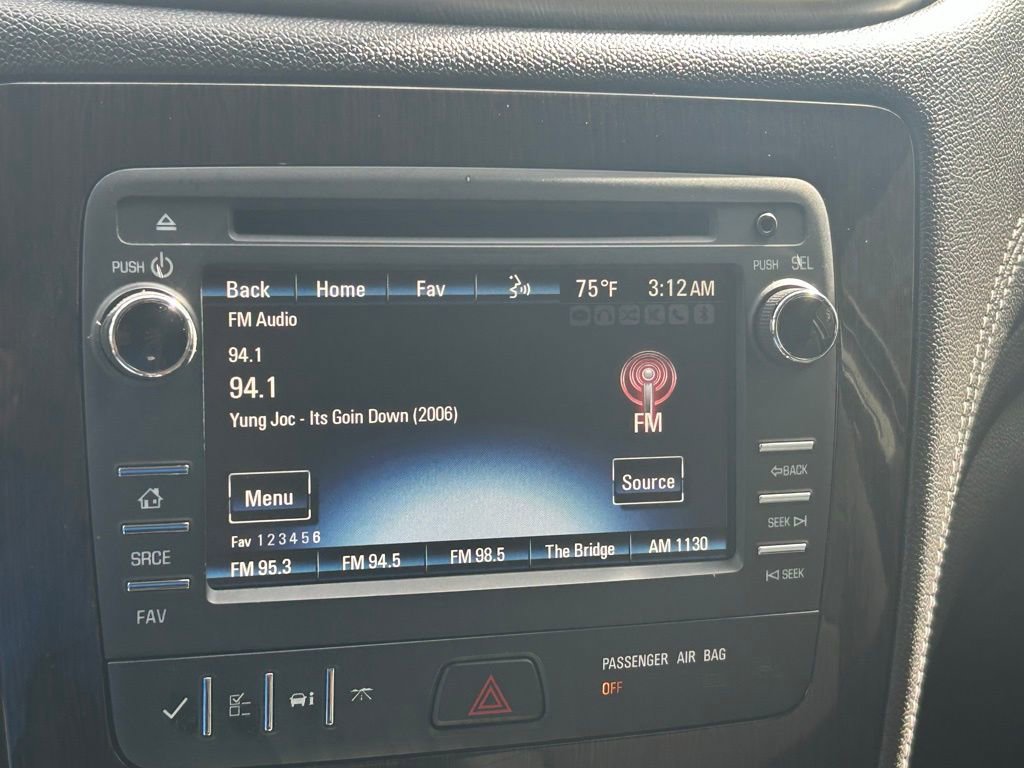 PUSH
PUSH SEL
Back Home Fav 75°F 3:12AM
FM Audio
94.1
94.1
Yung Joc - Its Goin Down (2006)
FM
Menu
Source
Fav 1 2 3 4 5 6
FM 95.3 FM 94.5 FM 98.5 The Bridge AM 1130
SRCE
FAV
BACK
SEEK
SEEK
PASSENGER AIR BAG
OFF